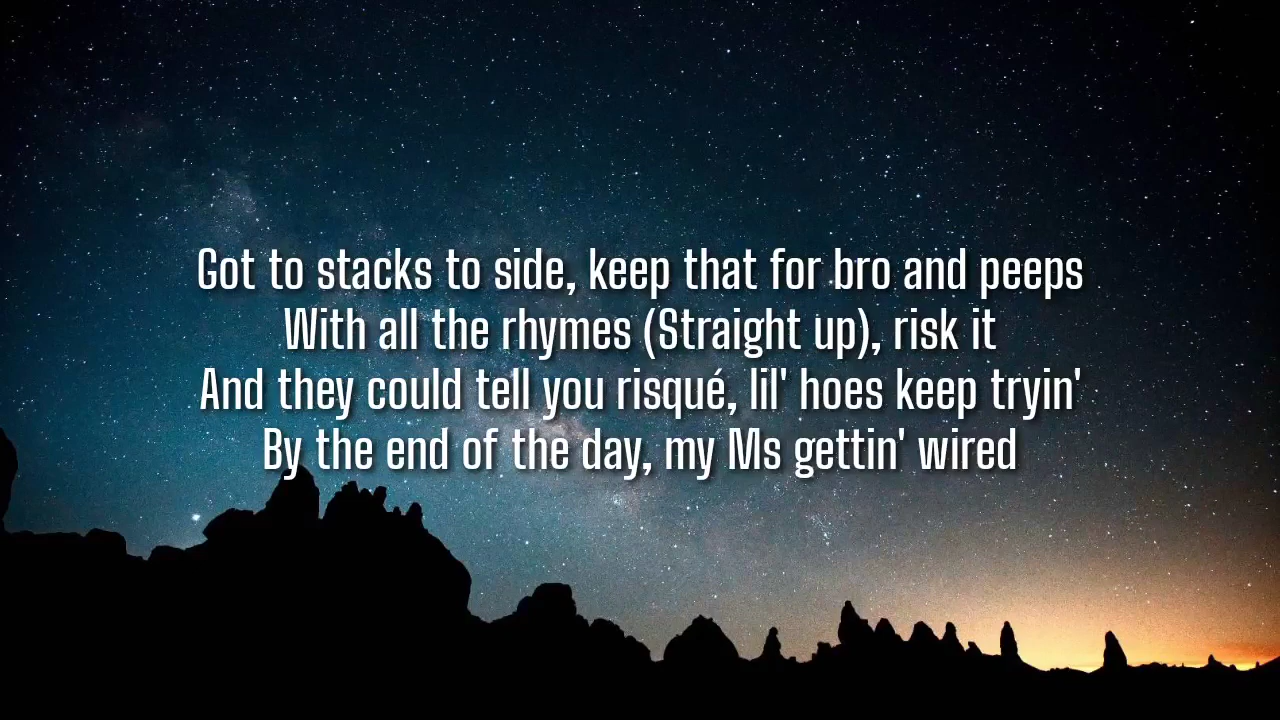 Got to stacks to side, keep that for bro and peeps
With all the rhymes (Straight up), risk it
And they could tell you risqué, lil' hoes keep tryin'
By the end of the day, my Ms gettin' wired